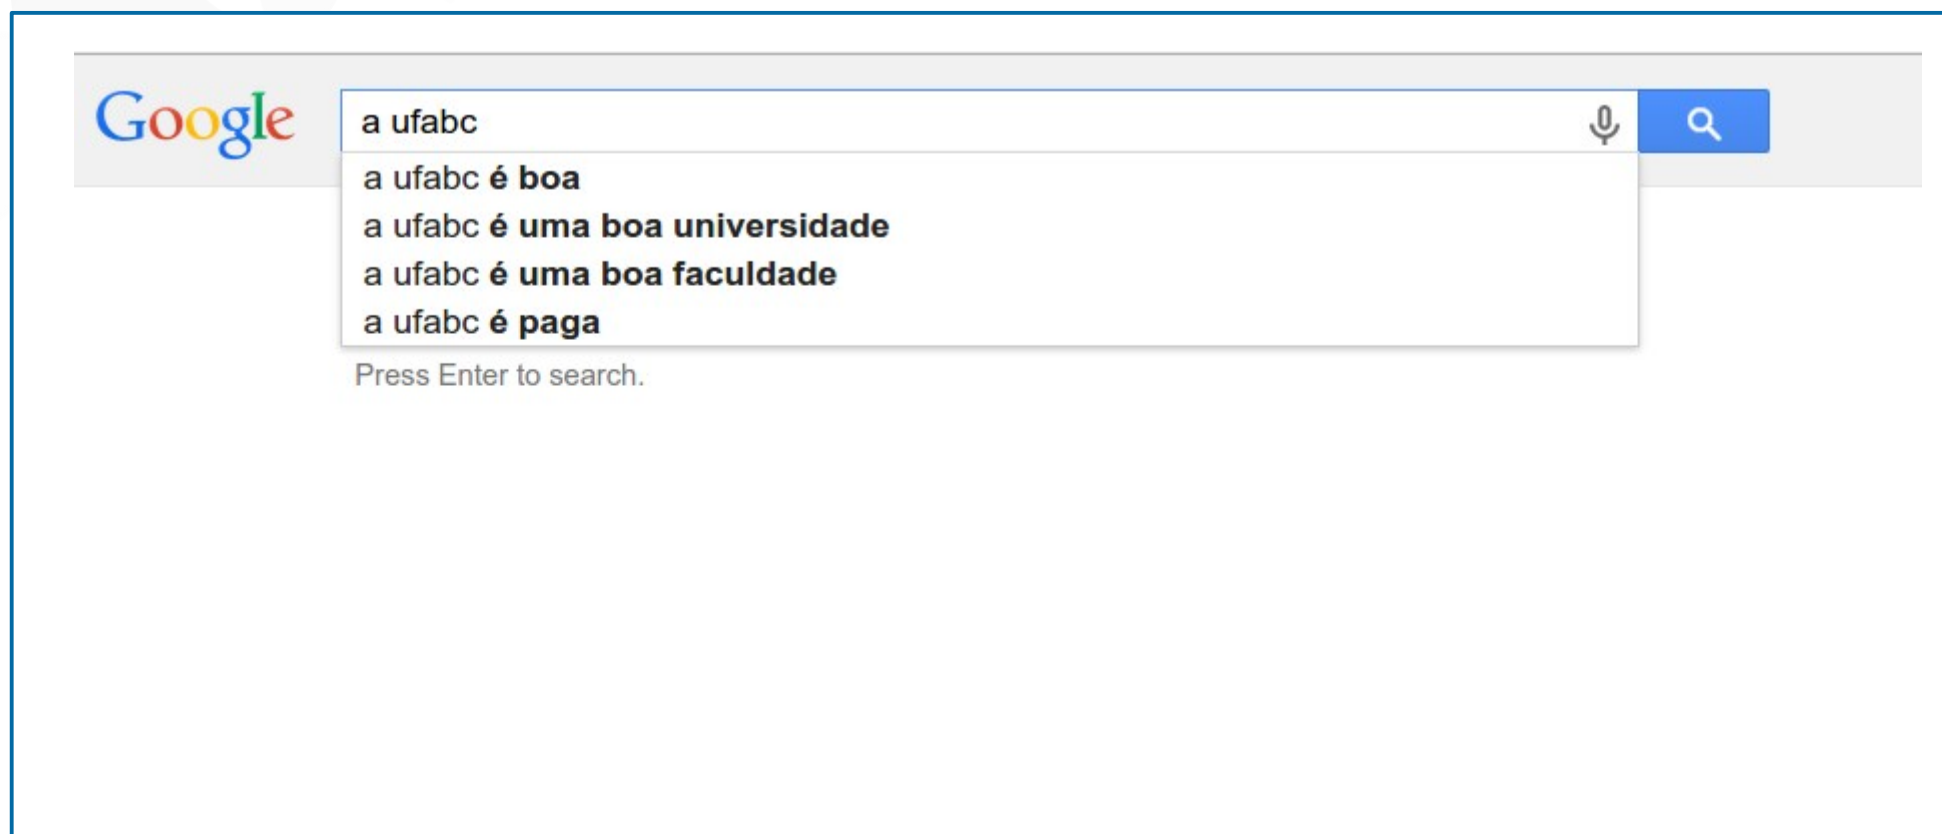 Google
a ufabc
a ufabc é boa
a ufabc é uma boa universidade
a ufabc é uma boa faculdade
a ufabc é paga
Press Enter to search.